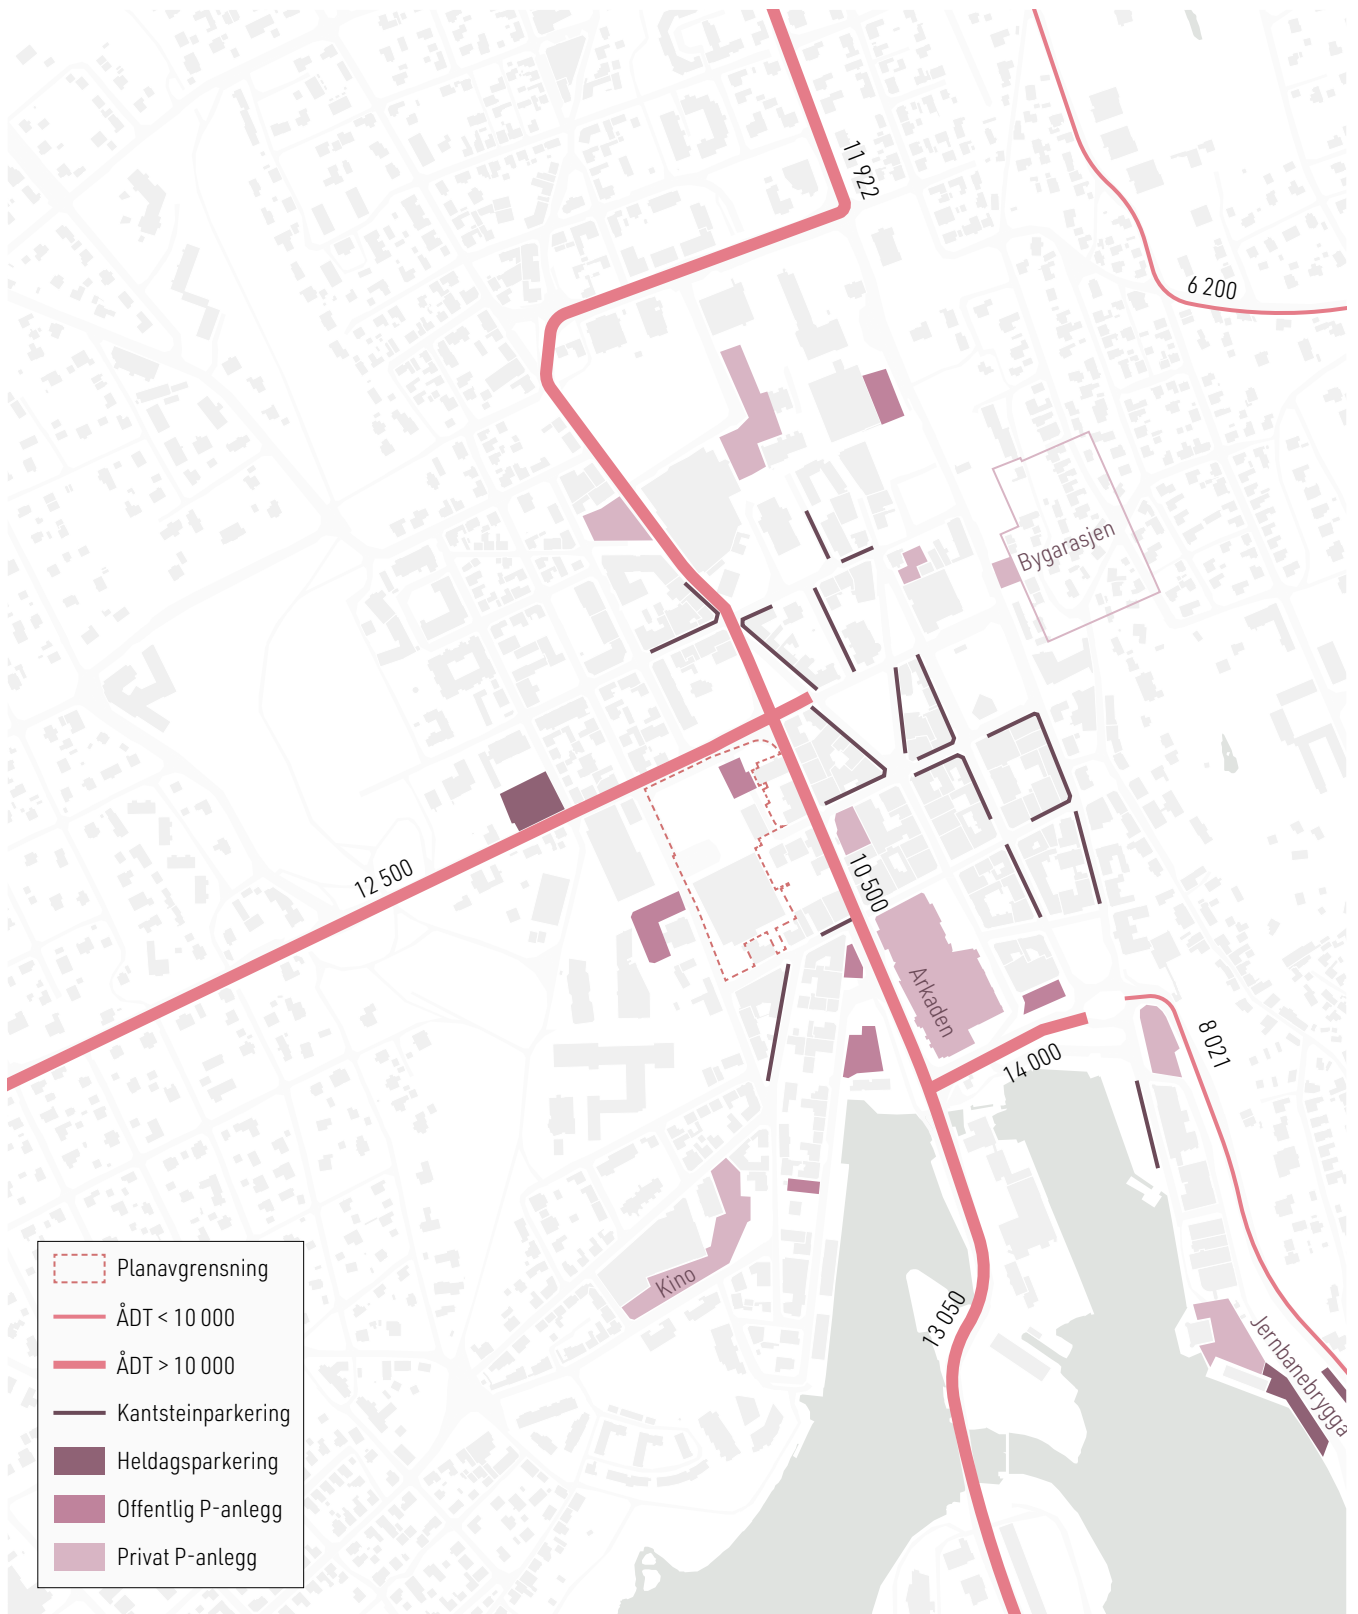 11 922
6 200
Bygarasjen
12 500
10 500
Arkaden
14 000
8 021
Kino
13 050
Jernbanebrygga
Planavgrensning
ÅDT < 10 000
ÅDT > 10 000
Kantsteinparkering
Heldagsparkering
Offentlig P-anlegg
Privat P-anlegg